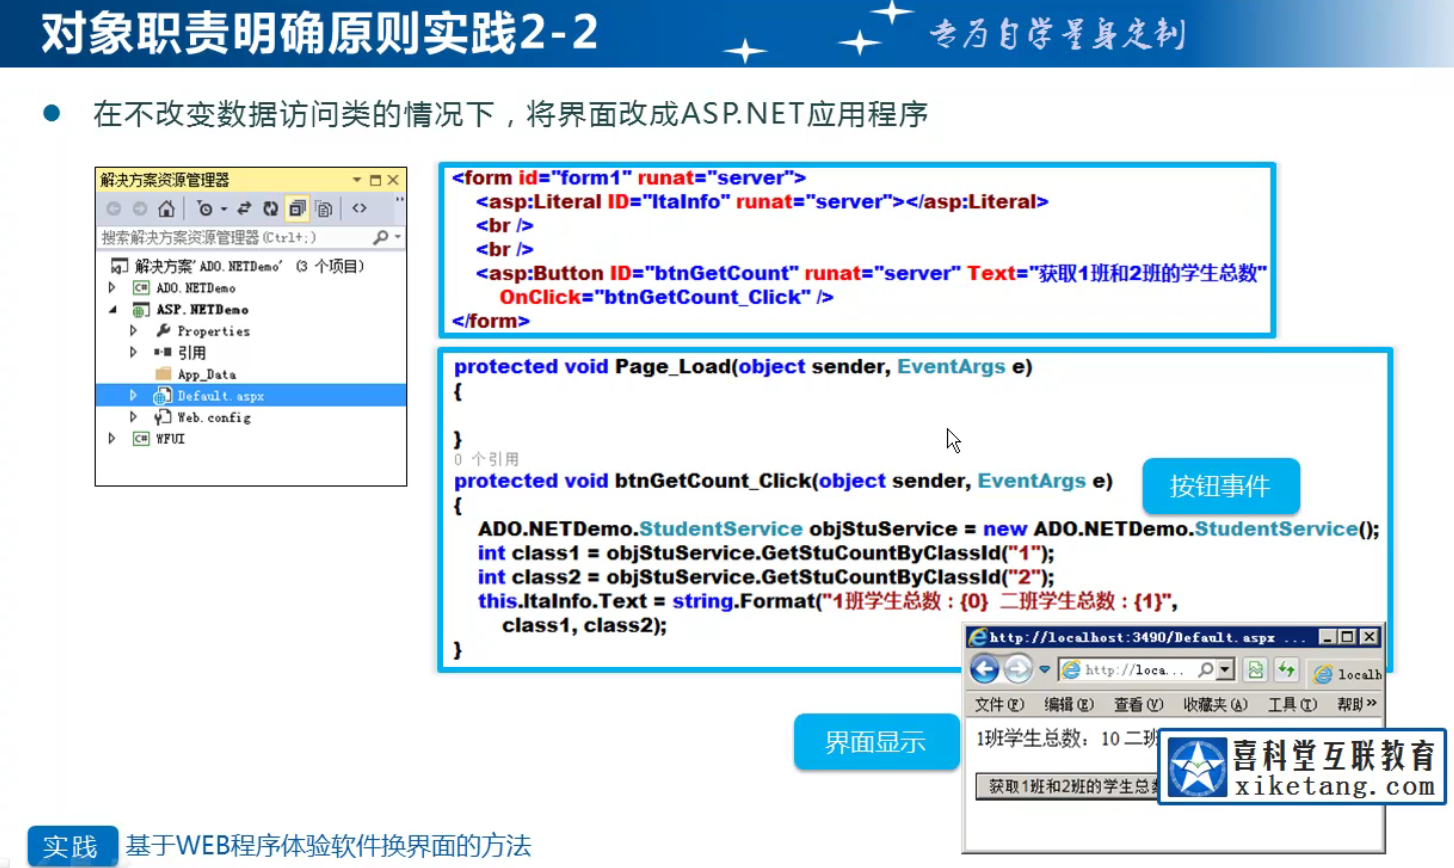 对象职责明确原则实践2-2
专为自学量身定制
在不改变数据访问类的情况下，将界面改成ASP.NET应用程序
解决方案资源管理器
搜索解决方案资源管理器(Ctrl+;)
解决方案'ADO.NETDemo' (3 个项目)
ADO.NETDemo
ASP.NETDemo
Properties
引用
App_Data
Default.aspx
Web.config
WFUI
<form id="form1" runat="server">
<asp:Literal ID="ltaInfo" runat="server"></asp:Literal>
<br />
<br />
<asp:Button ID="btnGetCount" runat="server" Text="获取1班和2班的学生总数"
OnClick="btnGetCount_Click" />
</form>
protected void Page_Load(object sender, EventArgs e)
{
}
0 个引用
protected void btnGetCount_Click(object sender, EventArgs e)
{
ADO.NETDemo.StudentService objStuService = new ADO.NETDemo.StudentService();
int class1 = objStuService.GetStuCountByClassId("1");
int class2 = objStuService.GetStuCountByClassId("2");
this.ltaInfo.Text = string.Format("1班学生总数：{0} 二班学生总数：{1}",
class1, class2);
}
按钮事件
http://localhost:3490/Default.aspx ...
http://loca...
localh
文件(F) 编辑(E) 查看(V) 收藏夹(A) 工具(T) 帮助 »
1班学生总数：10 二班
获取1班和2班的学生总数
界面显示
喜科堂互联教育
xiketang.com
实践
基于WEB程序体验软件换界面的方法